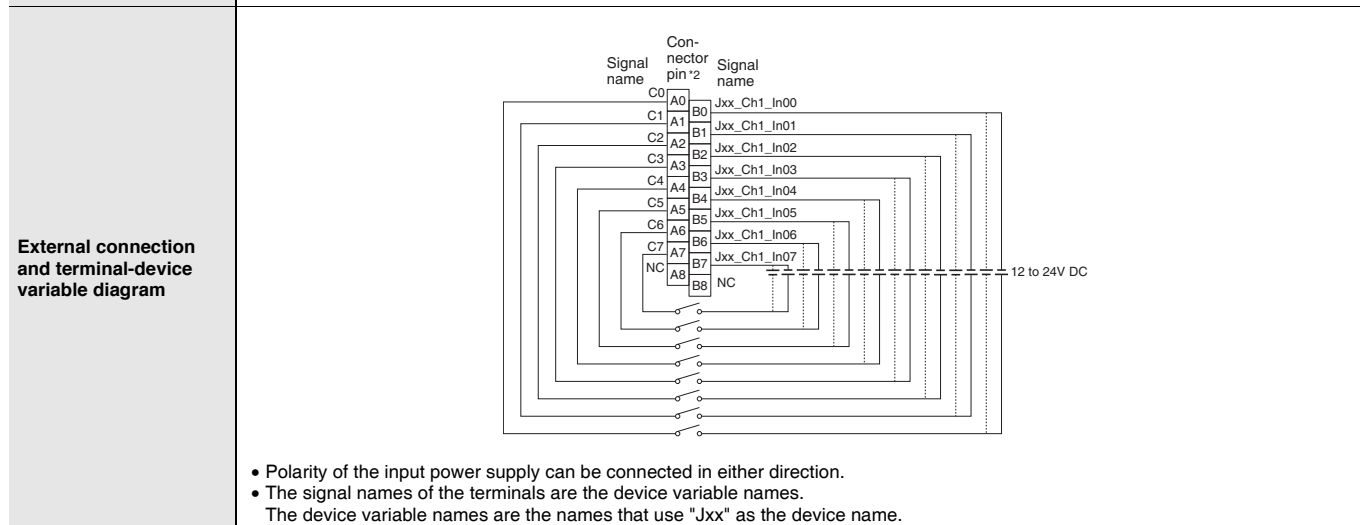 External connection
and terminal-device
variable diagram
Con-
nector
pin *2
Signal
name
Signal
name
C0 A0 B0 Jxx_Ch1_In00
C1 A1 B1 Jxx_Ch1_In01
C2 A2 B2 Jxx_Ch1_In02
C3 A3 B3 Jxx_Ch1_In03
C4 A4 B4 Jxx_Ch1_In04
C5 A5 B5 Jxx_Ch1_In05
C6 A6 B6 Jxx_Ch1_In06
C7 A7 B7 Jxx_Ch1_In07
NC A8 B8 NC
12 to 24V DC
• Polarity of the input power supply can be connected in either direction.
• The signal names of the terminals are the device variable names.
The device variable names are the names that use "Jxx" as the device name.